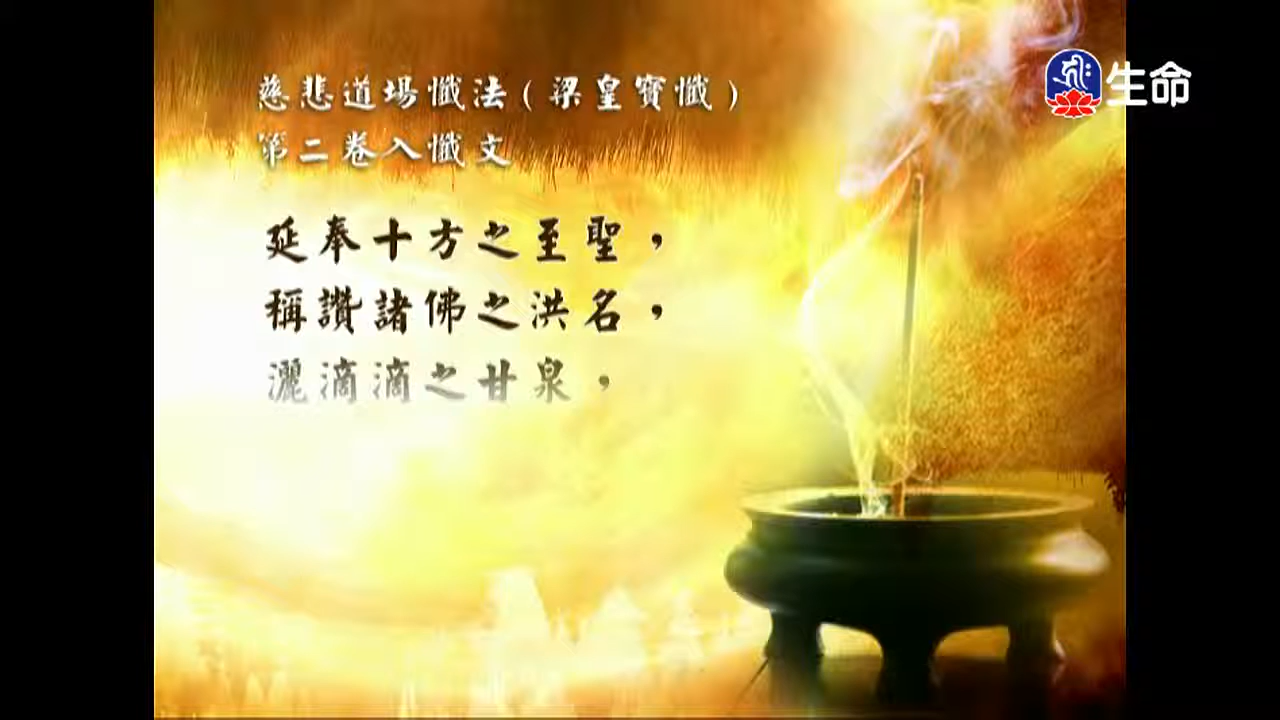 慈悲道場懺法(梁皇寶懺)
第二卷入懺文
生命
延奉十方之至聖，
稱讚諸佛之洪名，
灑滴滴之甘泉，